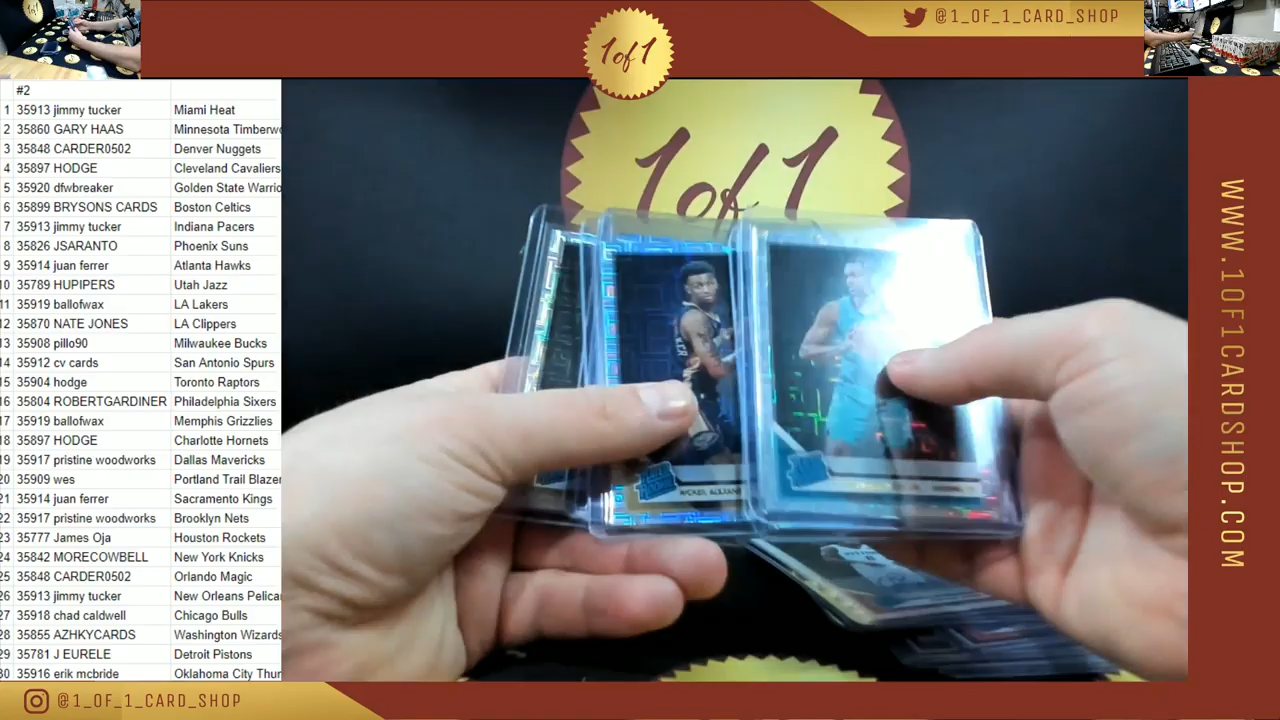 1of1
@1_OF_1_CARD_SHOP
#2
1 35913 jimmy tucker Miami Heat
2 35860 GARY HAAS Minnesota Timberw
3 35848 CARDER0502 Denver Nuggets
4 35897 HODGE Cleveland Cavaliers
5 35920 dfwbreaker Golden State Warrio
6 35899 BRYSONS CARDS Boston Celtics
7 35913 jimmy tucker Indiana Pacers
8 35826 JSARANTO Phoenix Suns
9 35914 juan ferrer Atlanta Hawks
10 35789 HUPIPERS Utah Jazz
11 35919 ballofwax LA Lakers
12 35870 NATE JONES LA Clippers
13 35908 pillo90 Milwaukee Bucks
14 35912 cv cards San Antonio Spurs
15 35904 hodge Toronto Raptors
16 35804 ROBERTGARDINER Philadelphia Sixers
17 35919 ballofwax Memphis Grizzlies
18 35897 HODGE Charlotte Hornets
19 35917 pristine woodworks Dallas Mavericks
20 35909 wes Portland Trail Blazer
21 35914 juan ferrer Sacramento Kings
22 35917 pristine woodworks Brooklyn Nets
23 35777 James Oja Houston Rockets
24 35842 MORECOWBELL New York Knicks
25 35848 CARDER0502 Orlando Magic
26 35913 jimmy tucker New Orleans Pelica
27 35918 chad caldwell Chicago Bulls
28 35855 AZHKYCARDS Washington Wizards
29 35781 J EURELE Detroit Pistons
30 35916 erik mcbride Oklahoma City Thur
1of1
WWW.1OF1CARDSHOP.COM
@1_OF_1_CARD_SHOP